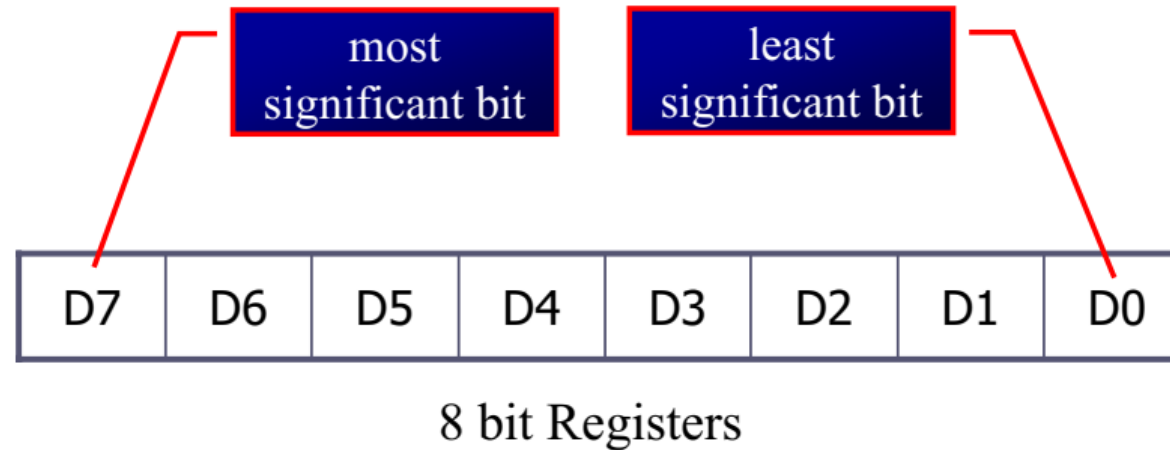 most
significant bit
least
significant bit
D7 D6 D5 D4 D3 D2 D1 D0
8 bit Registers